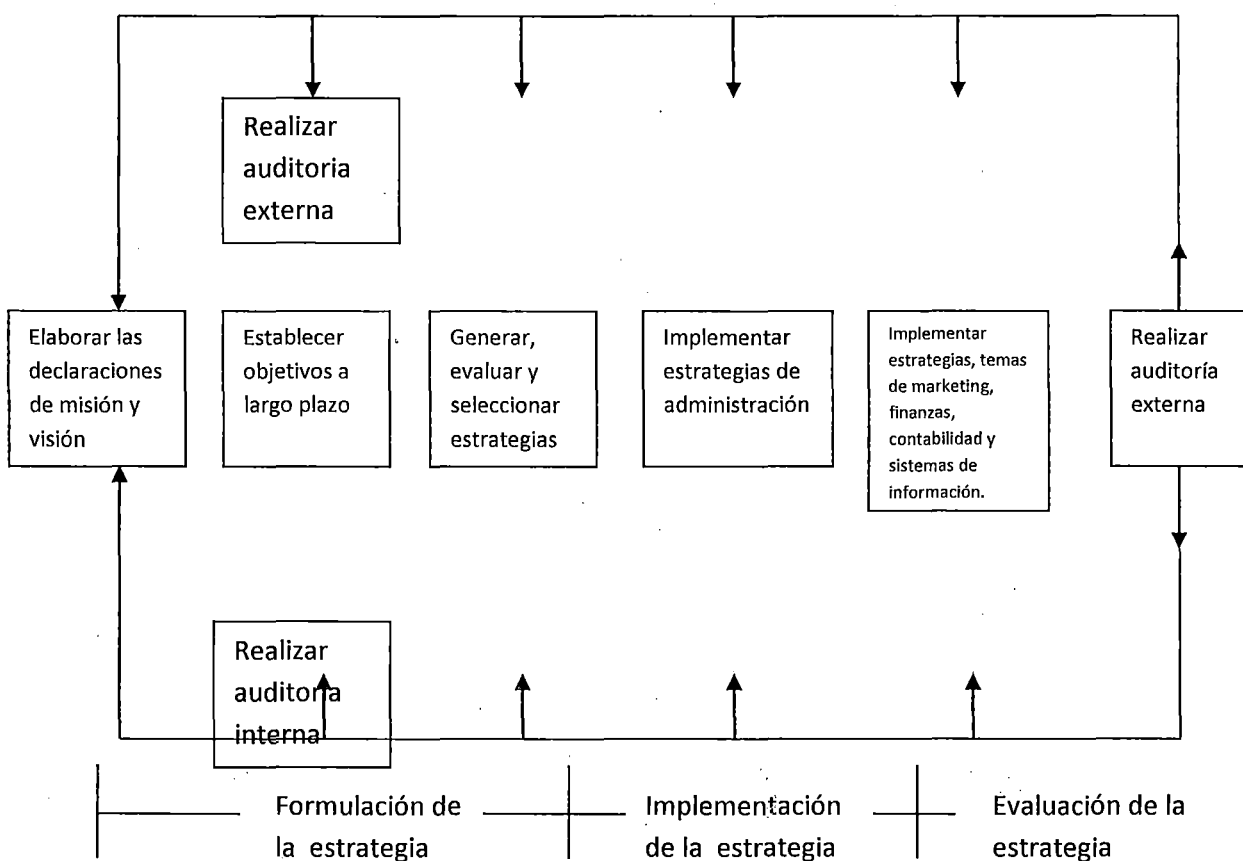 Realizar
auditoria
externa
Elaborar las
declaraciones
de misión y
visión
Establecer
objetivos a
largo plazo
Generar,
evaluar y
seleccionar
estrategias
Implementar
estrategias de
administración
Implementar
estrategias, temas
de marketing,
finanzas,
contabilidad y
sistemas de
información.
Realizar
auditoría
externa
Realizar
auditoria
interna
Formulación de
la estrategia
Implementación
de la estrategia
Evaluación de la
estrategia